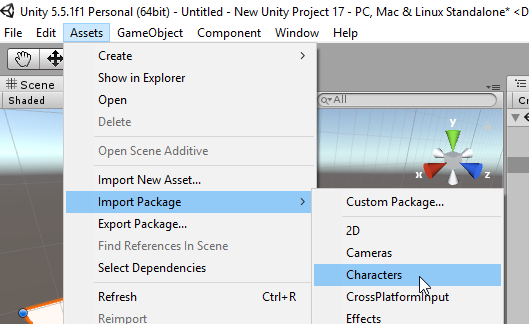 Unity 5.5.1f1 Personal (64bit) - Untitled - New Unity Project 17 - PC, Mac & Linux Standalone* <D
File Edit Assets GameObject Component Window Help
Create
Scene
Show in Explorer
Shaded
Open
All
Cr
Delete
y
Open Scene Additive
x
z
Import New Asset...
Import Package
Custom Package...
Export Package...
2D
Find References In Scene
Cameras
Select Dependencies
Characters
Refresh Ctrl+R
CrossPlatformInput
Reimport
Effects